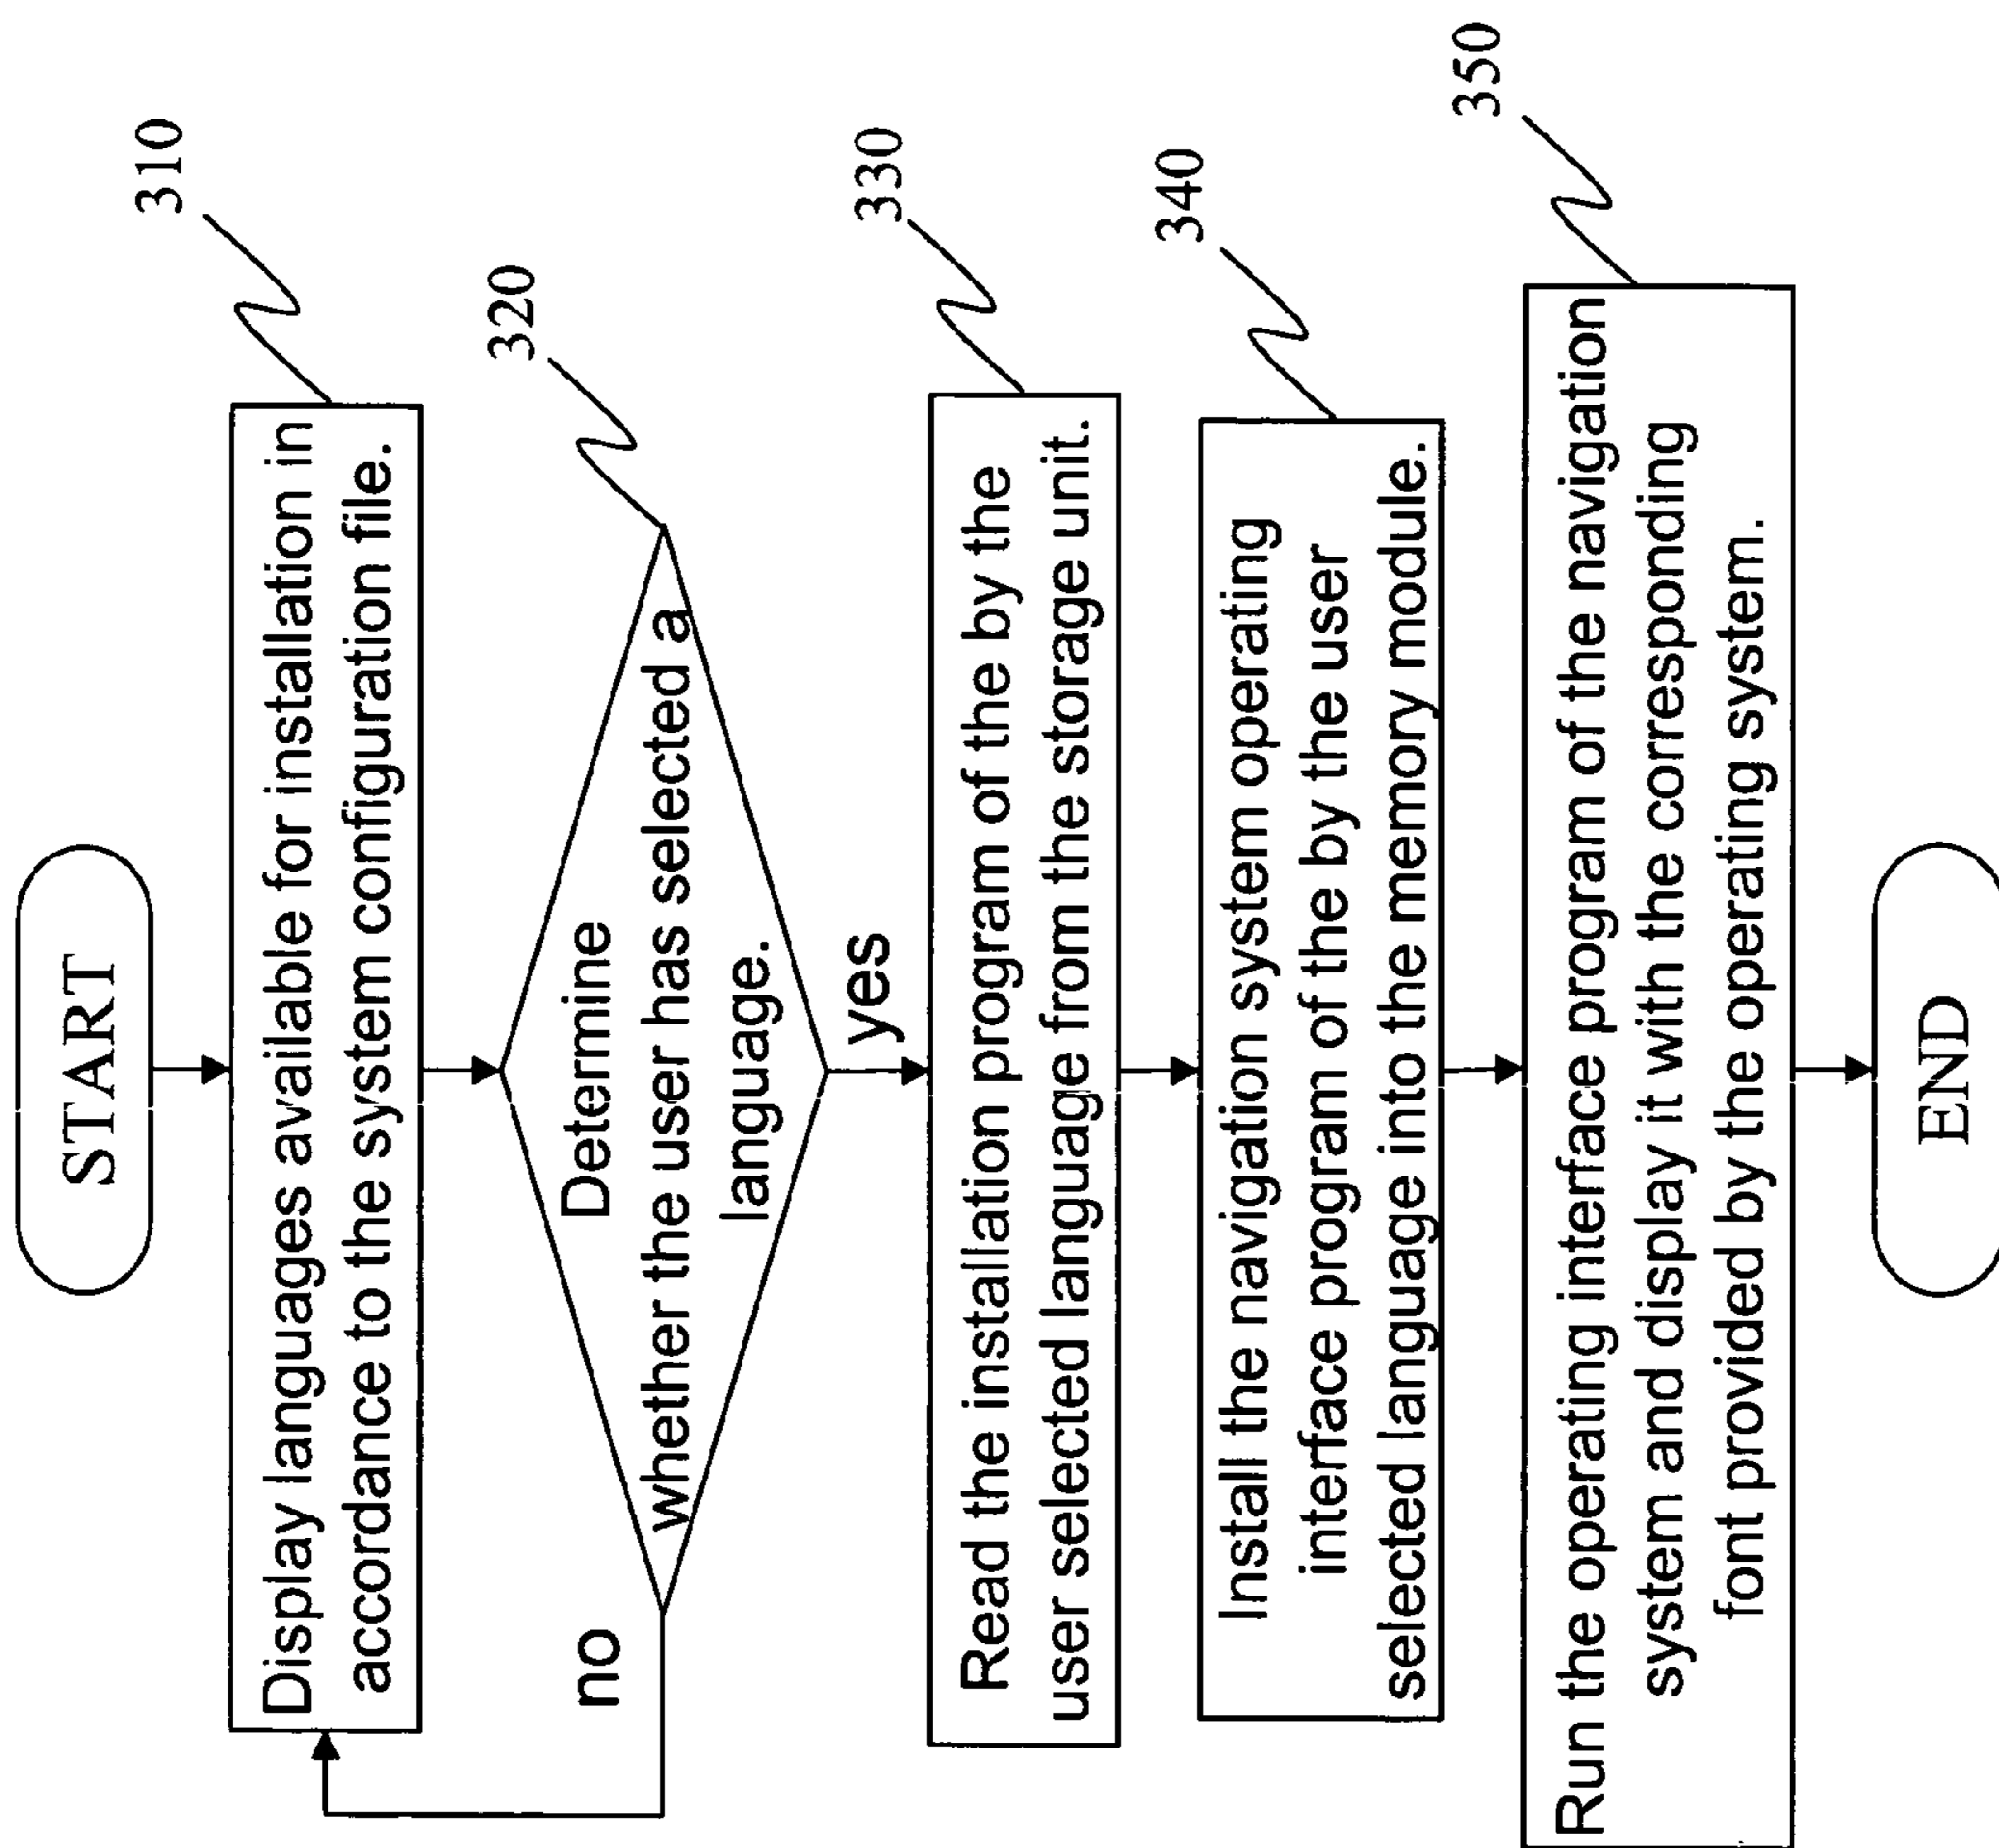 START
310
Display languages available for installation in
accordance to the system configuration file.
320
Determine
whether the user has selected a
language.
no
yes
330
Read the installation program of the by the
user selected language from the storage unit.
340
Install the navigation system operating
interface program of the by the user
selected language into the memory module.
350
Run the operating interface program of the navigation
system and display it with the corresponding
font provided by the operating system.
END